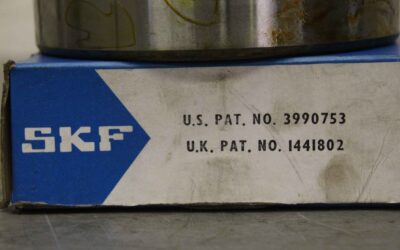 SKF
U.S. PAT. NO. 3990753
U.K. PAT. NO. 1441802